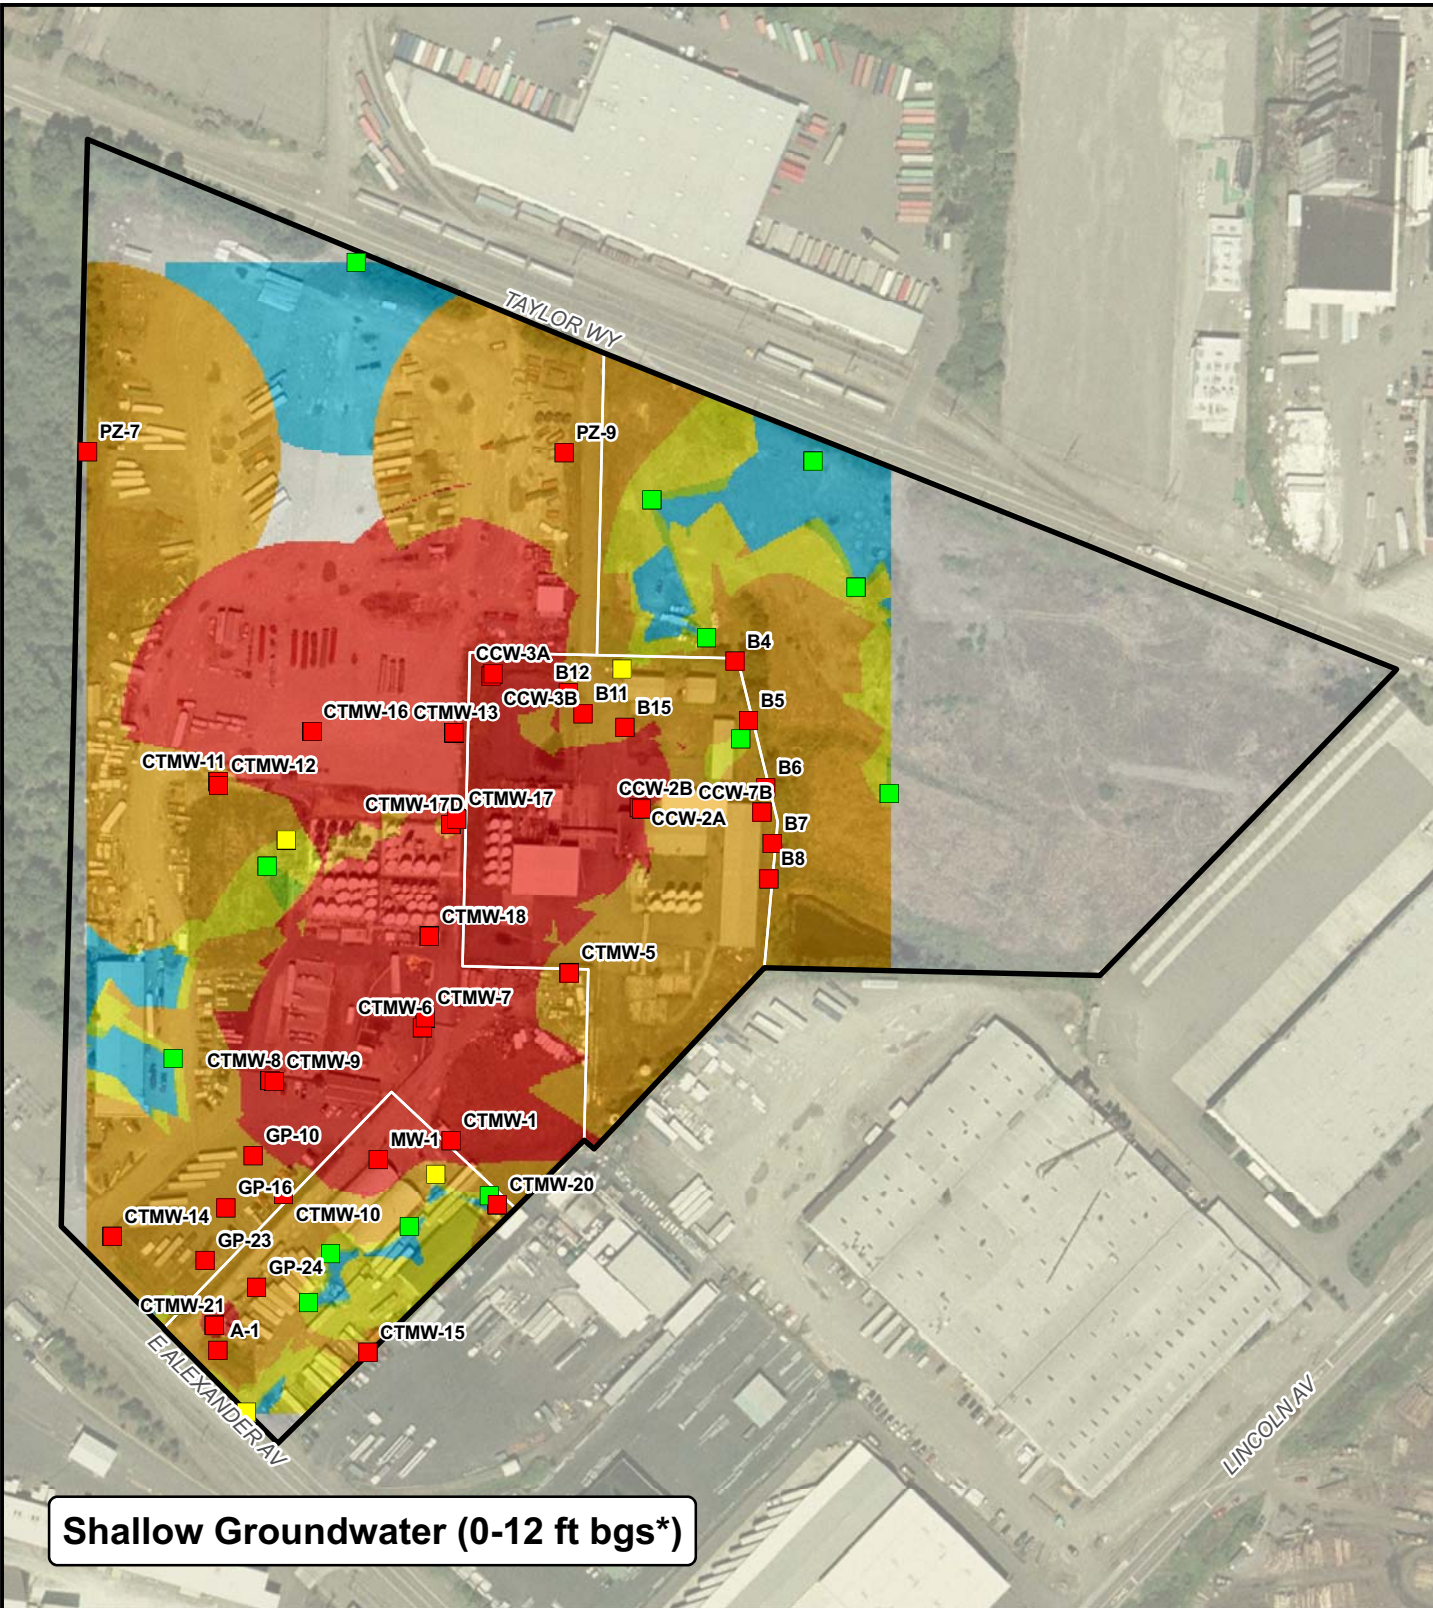 TAYLOR WY
PZ-7
PZ-9
B4
CCW-3A
B12
CCW-3B
B11
B5
B15
CTMW-16
CTMW-13
CTMW-11
CTMW-12
B6
CCW-2B
CCW-7B
CTMW-17D
CTMW-17
CCW-2A
B7
B8
CTMW-18
CTMW-5
CTMW-7
CTMW-6
CTMW-8
CTMW-9
CTMW-1
GP-10
MW-1
GP-16
CTMW-20
CTMW-14
CTMW-10
GP-23
GP-24
CTMW-21
A-1
CTMW-15
E ALEXANDER AV
LINCOLN AV
Shallow Groundwater (0-12 ft bgs*)